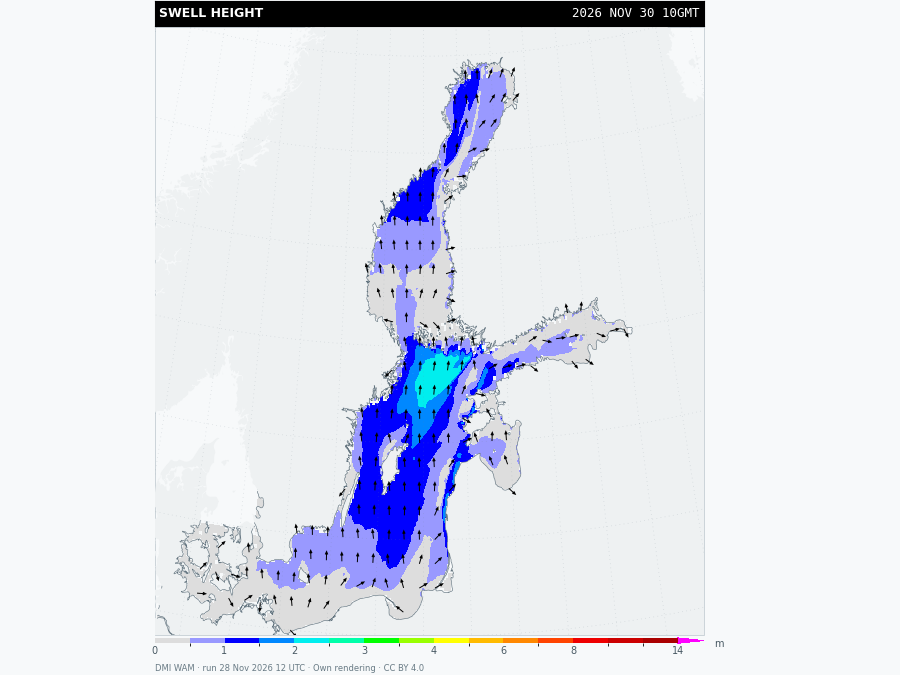 SWELL HEIGHT 2026 NOV 30 10GMT
0 1 2 3 4 6 8 14 m
DMI WAM · run 28 Nov 2026 12 UTC · Own rendering · CC BY 4.0